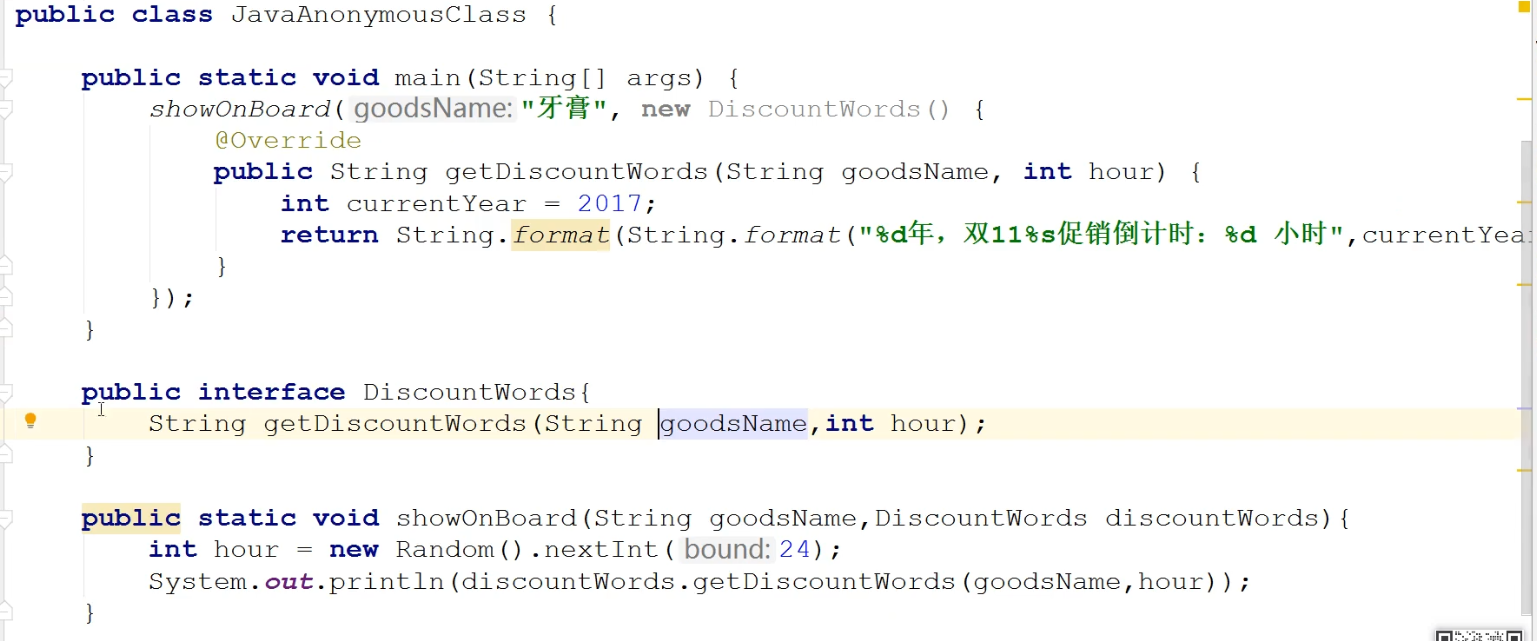 public class JavaAnonymousClass {
public static void main(String[] args) {
showOnBoard( goodsName: "牙膏", new DiscountWords() {
@Override
public String getDiscountWords(String goodsName, int hour) {
int currentYear = 2017;
return String.format(String.format("%d年，双11%s促销倒计时：%d 小时",currentYear
}
});
}
public interface DiscountWords{
String getDiscountWords(String goodsName,int hour);
}
public static void showOnBoard(String goodsName,DiscountWords discountWords){
int hour = new Random().nextInt( bound: 24);
System.out.println(discountWords.getDiscountWords(goodsName,hour));
}